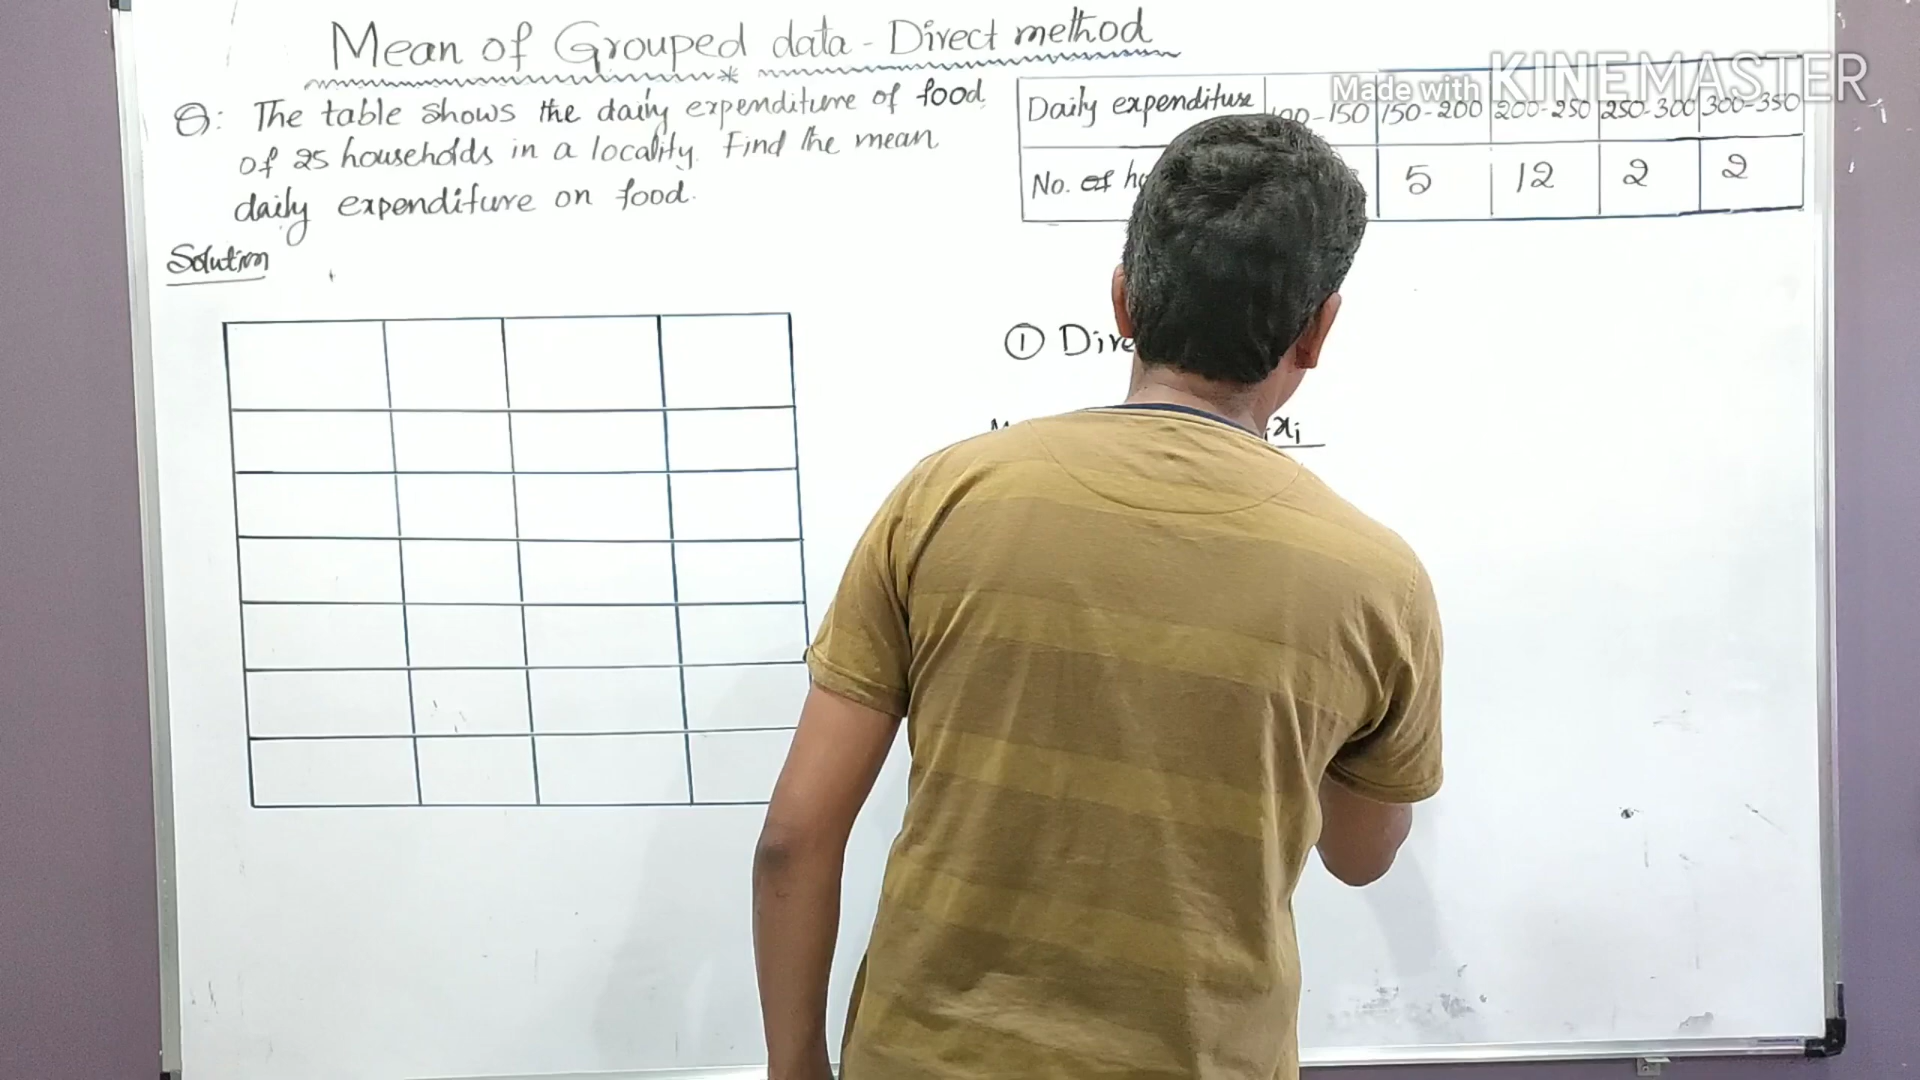 Mean of Grouped data - Direct method
Q: The table shows the daily expenditure of food
of 25 households in a locality. Find the mean
daily expenditure on food.
Daily expenditure 100-150 150-200 200-250 250-300 300-350
No. of 5 12 2 2
Made with KINEMASTER
Solution
① Dire
xi